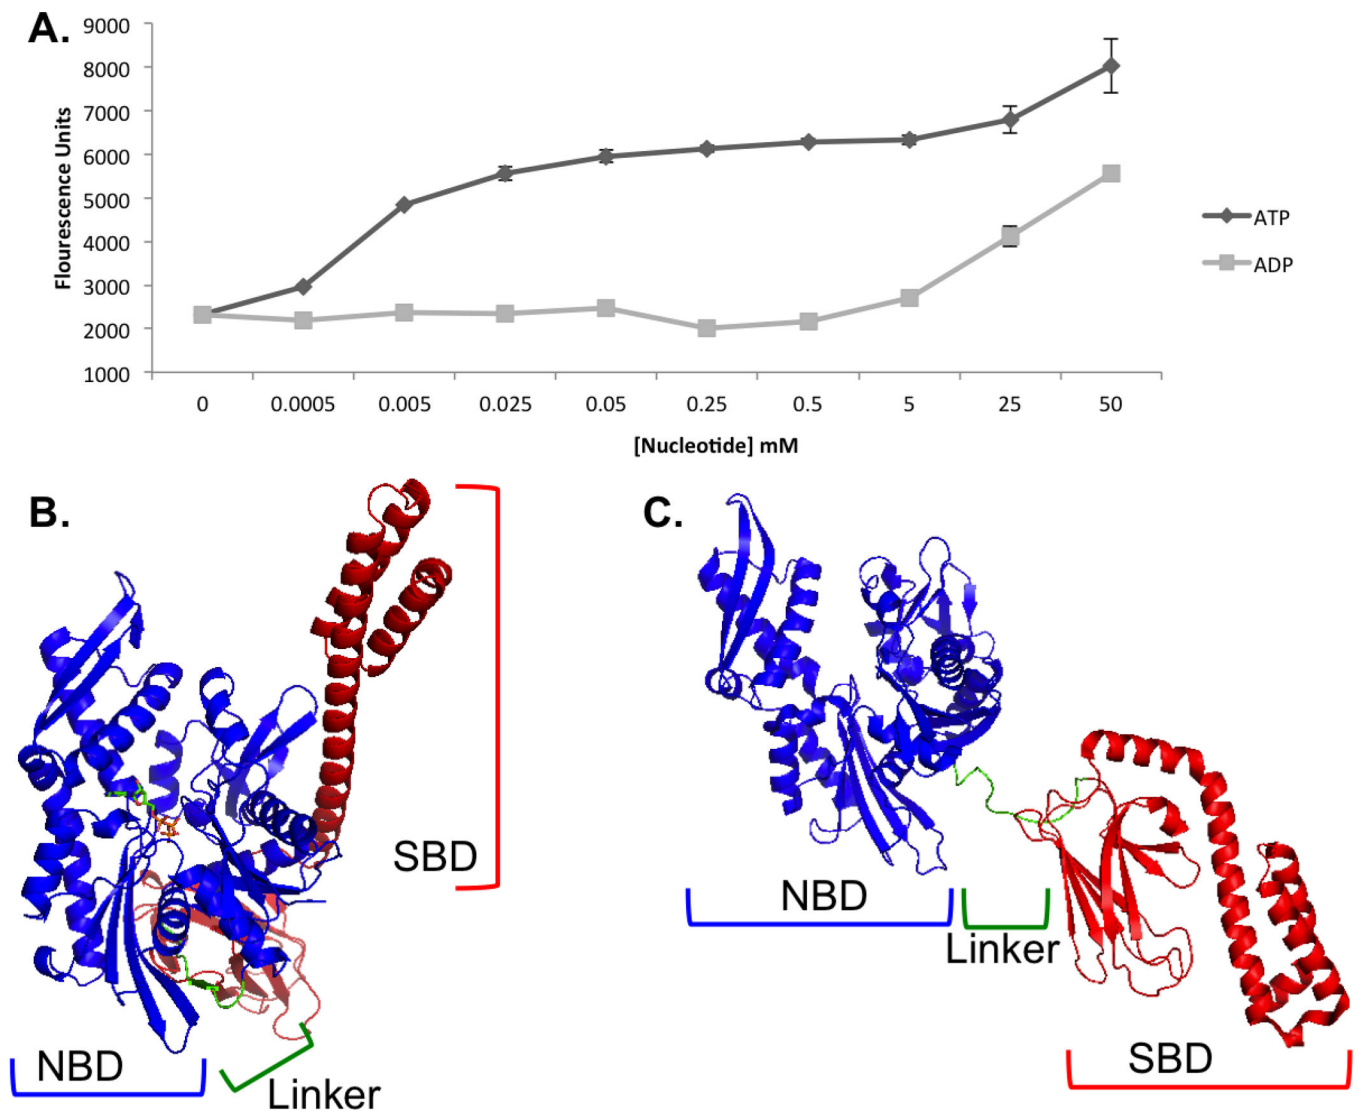 A.
9000
8000
7000
6000
5000
4000
3000
2000
1000
Flourescence Units
0 0.0005 0.005 0.025 0.05 0.25 0.5 5 25 50
[Nucleotide] mM
ATP
ADP
B.
SBD
NBD
Linker
C.
NBD
Linker
SBD